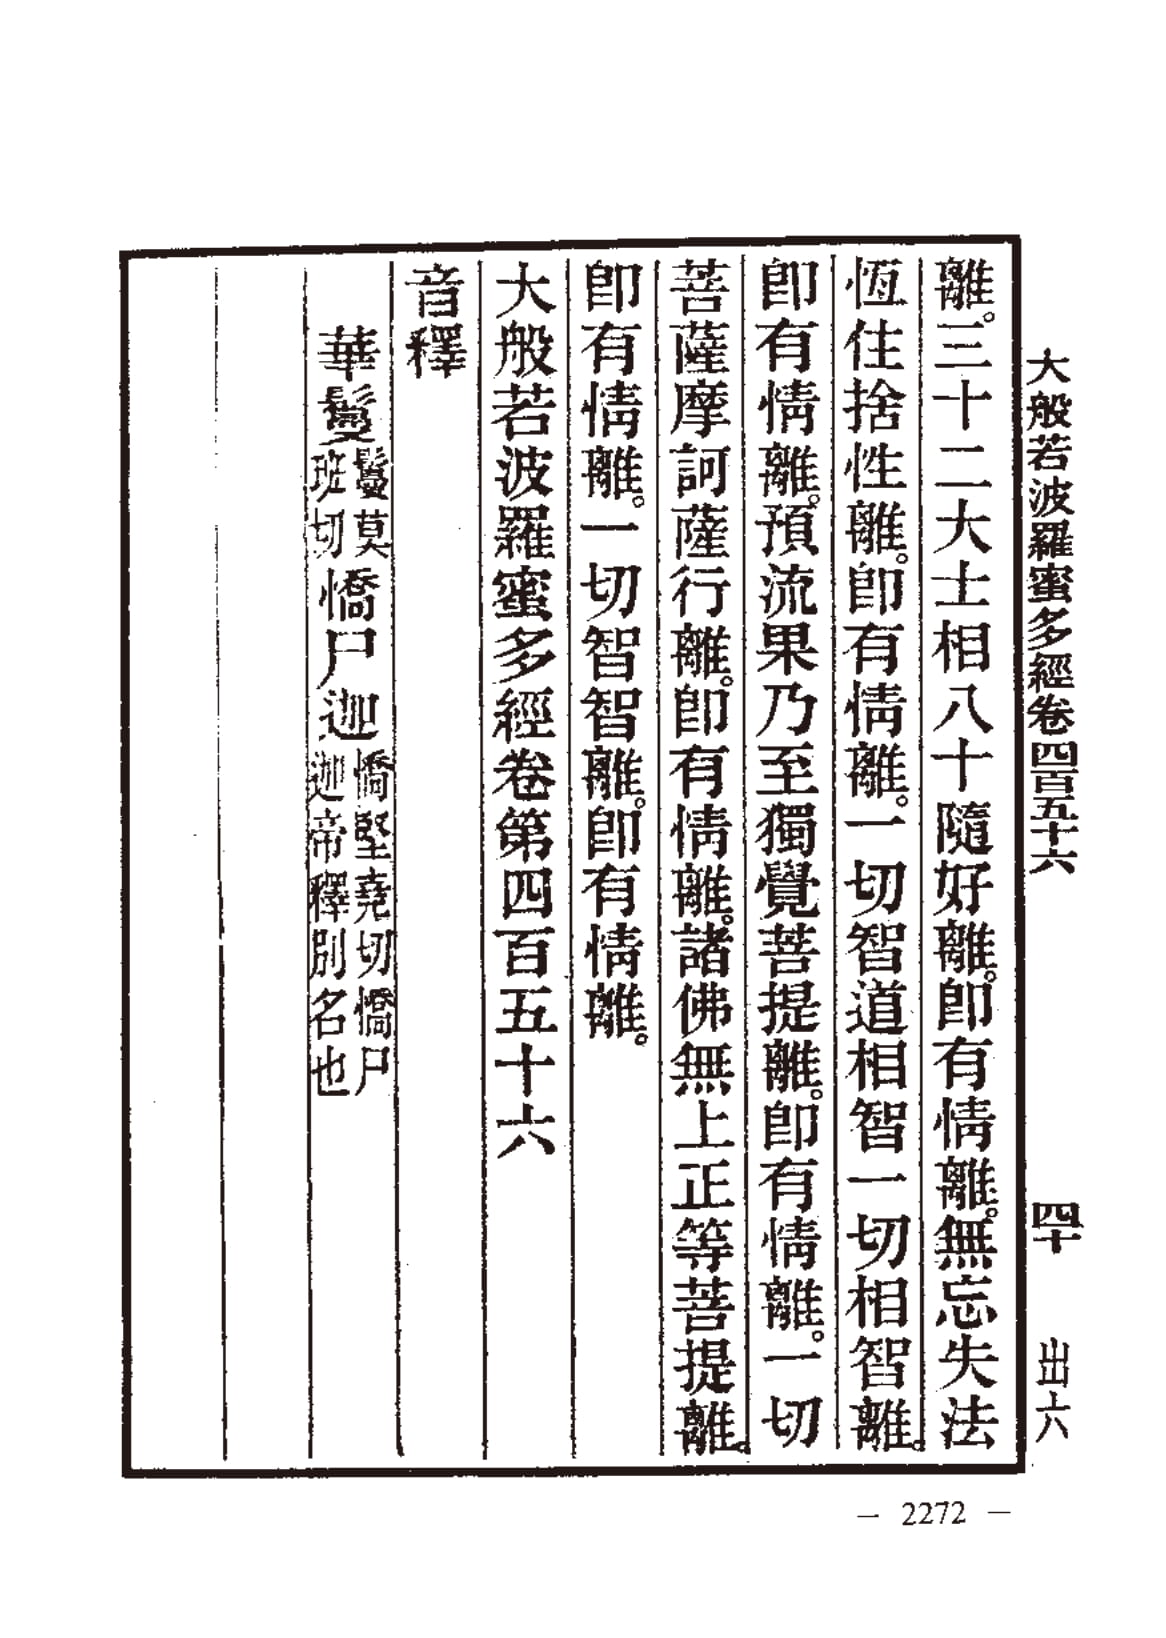 大般若波羅蜜多經卷四百五十六　四十　出六
離。三十二大士相八十隨好離。卽有情離。無忘失法
恆住捨性離。卽有情離。一切智道相智一切相智離。
卽有情離。預流果乃至獨覺菩提離。卽有情離。一切
菩薩摩訶薩行離。卽有情離。諸佛無上正等菩提離。
卽有情離。一切智智離。卽有情離。
大般若波羅蜜多經卷第四百五十六
音釋
華鬘鬘莫班切憍尸迦憍堅堯切憍尸迦帝釋別名也
— 2272 —